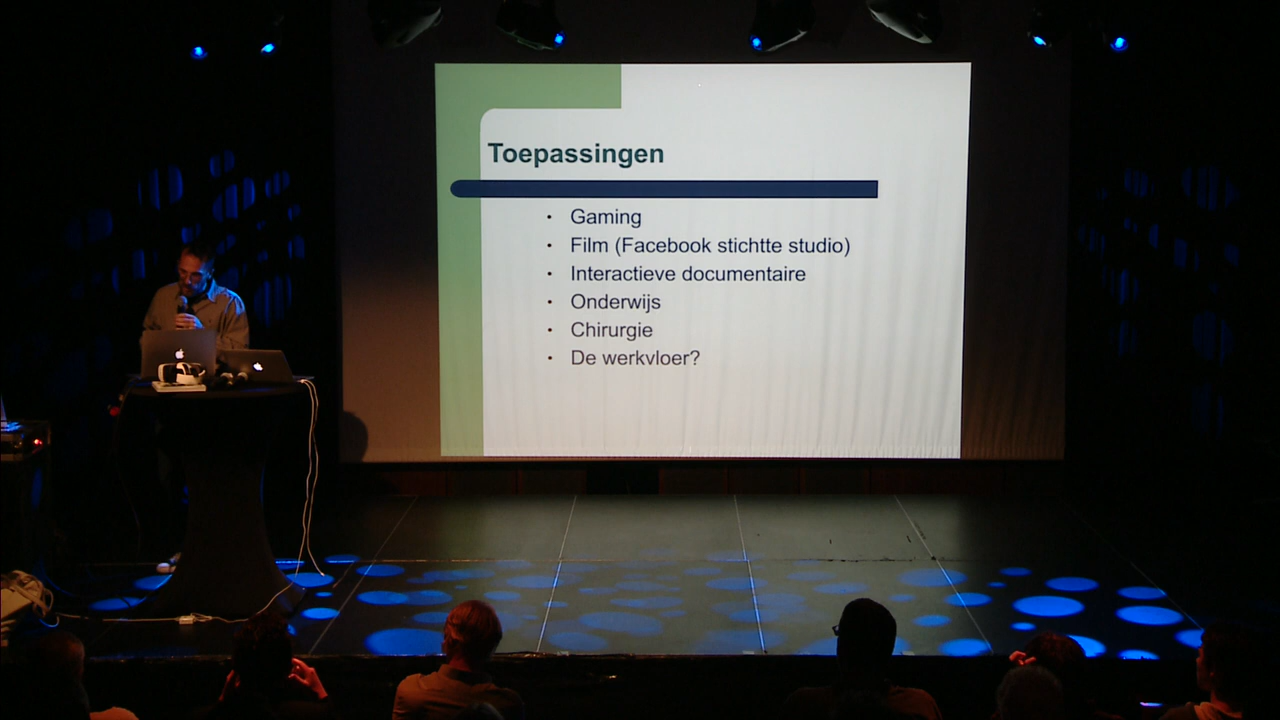 Toepassingen
Gaming
Film (Facebook stichtte studio)
Interactieve documentaire
Onderwijs
Chirurgie
De werkvloer?